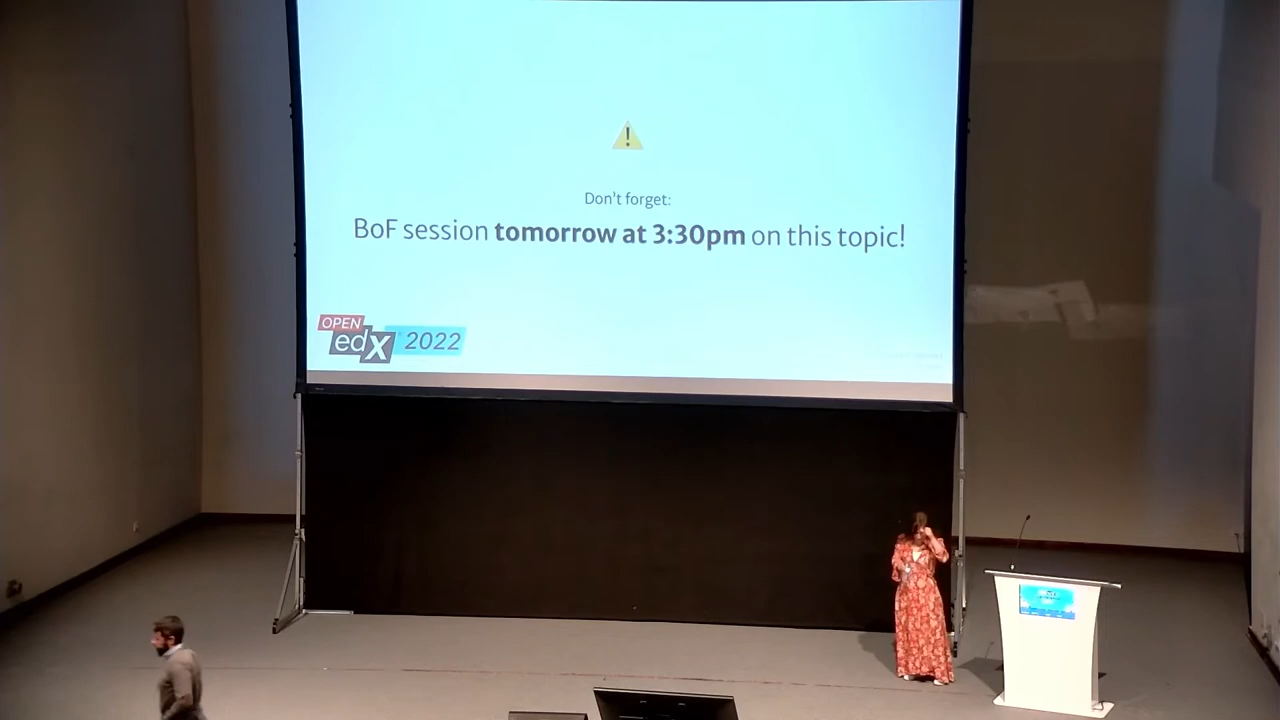 Don't forget:
BoF session tomorrow at 3:30pm on this topic!
OPEN
edX 2022